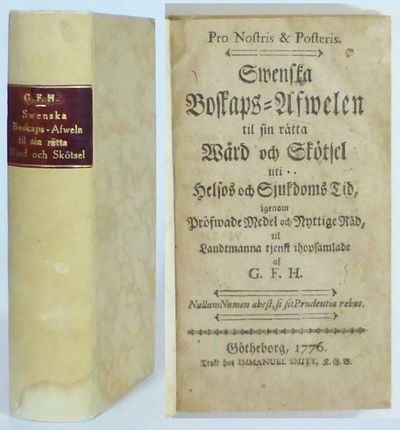 G. F. H.
Swenska
Boskaps-Afweln
til sin rätta
Wård och Skötsel
Pro Nostris & Posteris.
Swenska
Boskaps-Afwelen
til sin rätta
Wård och Skötsel
uti
Helsos och Sjukdoms Tid,
igenom
Pröfwade Medel och Nyttige Råd,
til
Landtmanna tjenst ihopsamlade
af
G. F. H.
Nullum Numen abest, si sit Prudentia rebus.
Götheborg, 1776.
Trykt hos IMMANUEL SMITT, K. G. B.